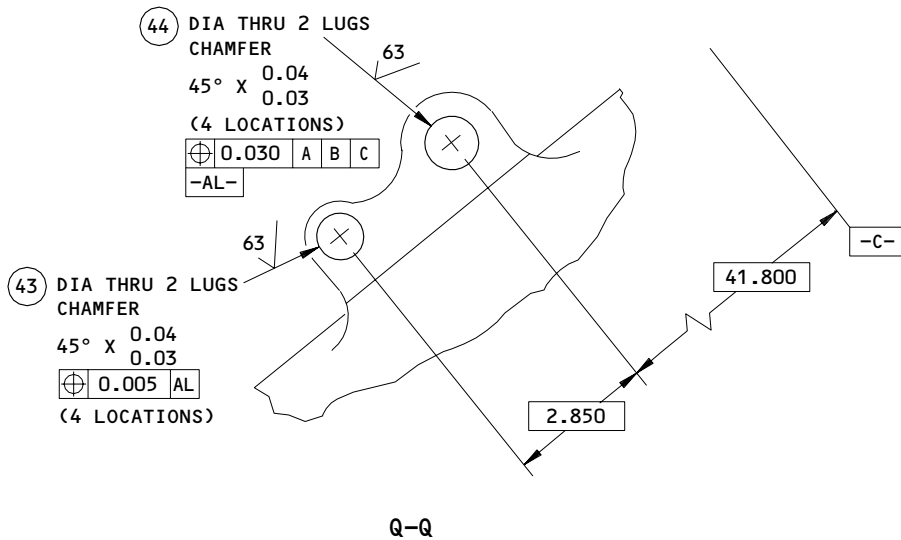 44 DIA THRU 2 LUGS
CHAMFER
45° X 0.04
0.03
(4 LOCATIONS)
⌖ 0.030 A B C
-AL-
63
63
43 DIA THRU 2 LUGS
CHAMFER
45° X 0.04
0.03
⌖ 0.005 AL
(4 LOCATIONS)
-C-
41.800
2.850
Q-Q